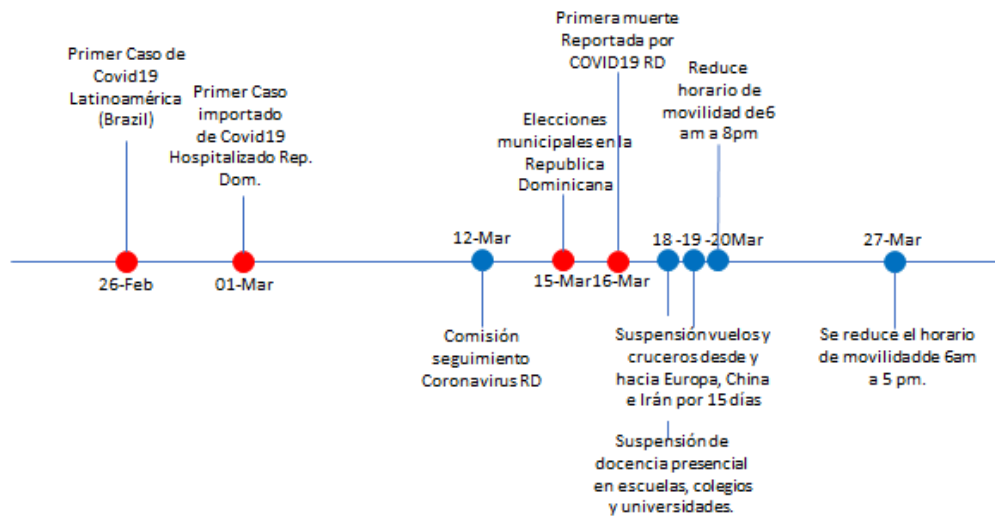 Primer Caso de
Covid19
Latinoamérica
(Brazil)
Primer Caso
importado
de Covid19
Hospitalizado Rep.
Dom.
Elecciones
municipales en la
Republica
Dominicana
Primera muerte
Reportada por
COVID19 RD
Reduce
horario de
movilidad de6
am a 8pm
26-Feb
01-Mar
12-Mar
15-Mar
16-Mar
18 -19 -20Mar
27-Mar
Comisión
seguimiento
Coronavirus RD
Suspensión vuelos y
cruceros desde y
hacia Europa, China
e Irán por 15 días
Suspensión de
docencia presencial
en escuelas, colegios
y universidades.
Se reduce el horario
de movilidadde 6am
a 5 pm.